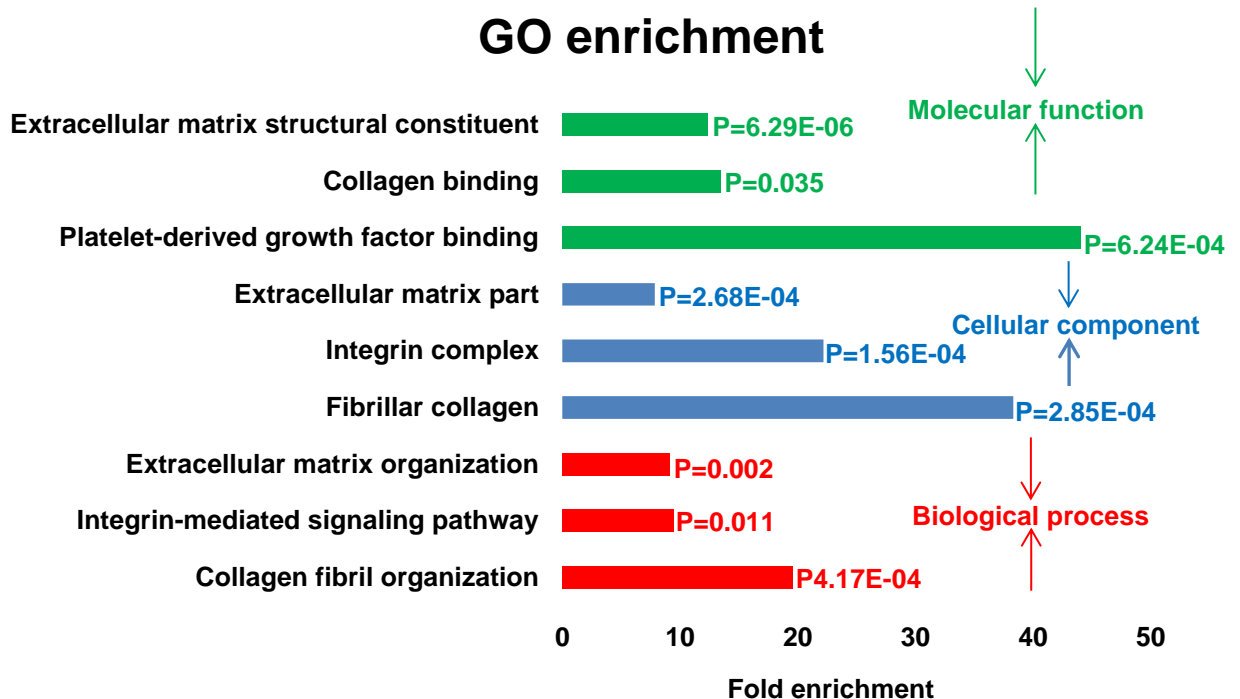 GO enrichment
Molecular function
Extracellular matrix structural constituent
P=6.29E-06
Collagen binding
P=0.035
Platelet-derived growth factor binding
P=6.24E-04
Extracellular matrix part
P=2.68E-04
Cellular component
Integrin complex
P=1.56E-04
Fibrillar collagen
P=2.85E-04
Extracellular matrix organization
P=0.002
Integrin-mediated signaling pathway
P=0.011
Biological process
Collagen fibril organization
P4.17E-04
0 10 20 30 40 50
Fold enrichment